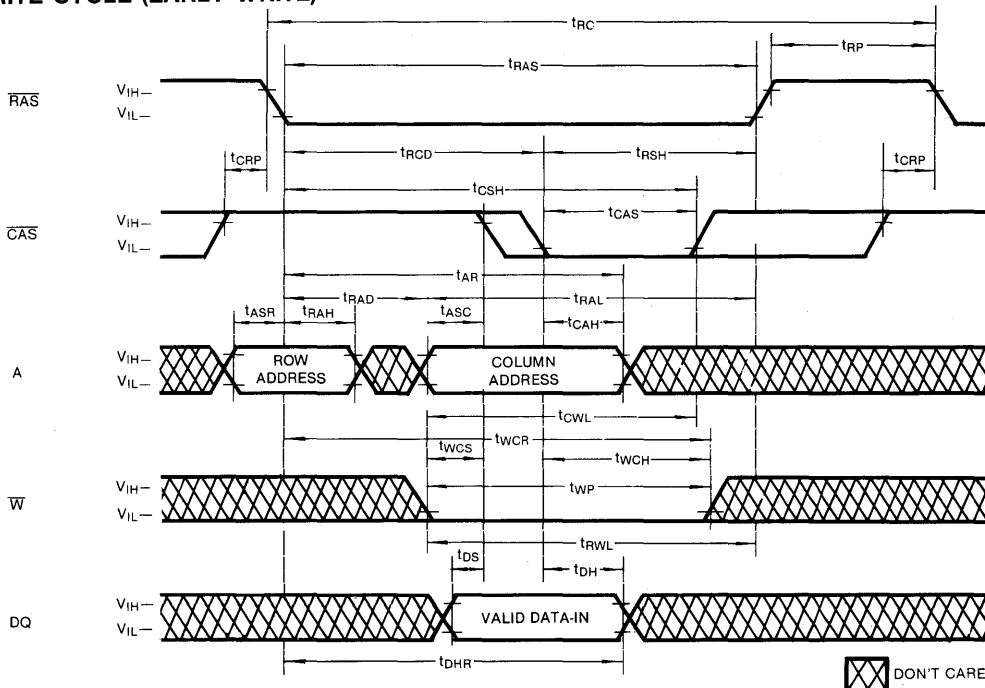 WRITE CYCLE (EARLY WRITE)
tRC
tRP
tRAS
RAS
VIH—
VIL—
tCRP
tRCD
tRSH
tCRP
tCSH
tCAS
CAS
VIH—
VIL—
tAR
tRAD
tRAL
tASR
tRAH
tASC
tCAH
A
VIH—
VIL—
ROW
ADDRESS
COLUMN
ADDRESS
tCWL
tWCR
tWCS
tWCH
tWP
W
VIH—
VIL—
tRWL
tDS
tDH
DQ
VIH—
VIL—
VALID DATA-IN
tDHR
DON'T CARE